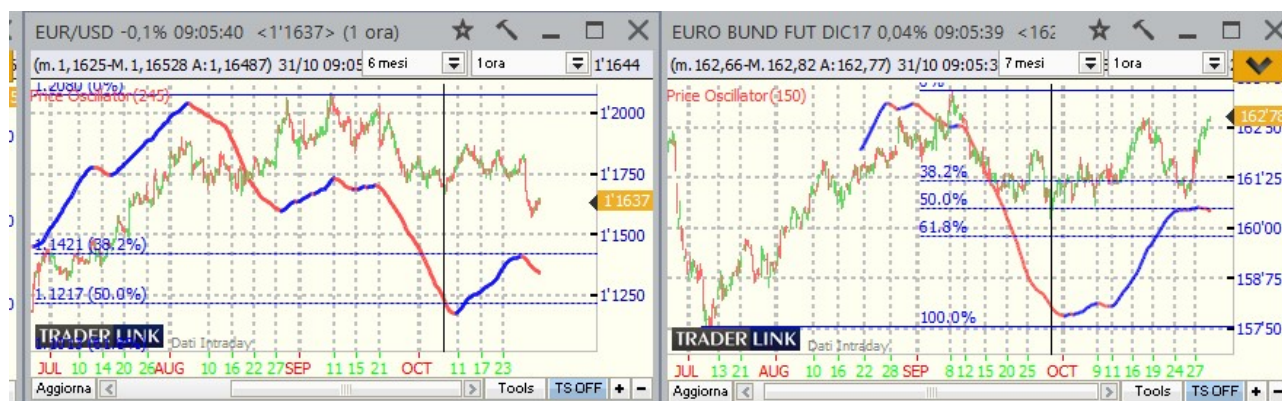 EUR/USD -0,1% 09:05:40 <1'1637> (1 ora)
(m.1,1625-M.1,16528 A:1,16487) 31/10 09:05
6 mesi
1ora
1'1644
1.2080 (0%)
Price Oscillator(245)
1'2000
1'1750
1'1637
1'1500
1.1421 (38.2%)
1'1250
1.1217 (50.0%)
TRADER LINK
Dati Intraday
JUL 10 14 20 26 AUG 10 16 22 27 SEP 11 15 21 OCT 11 17 23
Aggiorna
Tools
TS OFF
+ −
EURO BUND FUT DIC17 0,04% 09:05:39 <162
(m.162,66-M.162,82 A:162,77) 31/10 09:05:3
7 mesi
1ora
Price Oscillator(150)
162'78
162'50
38.2%
161'25
50.0%
61.8%
160'00
158'75
100.0%
157'50
TRADER LINK
Dati Intraday
JUL 13 21 AUG 10 16 22 28 SEP 8 12 15 20 25 OCT 9 11 16 19 24 27
Aggiorna
Tools
TS OFF
+ −